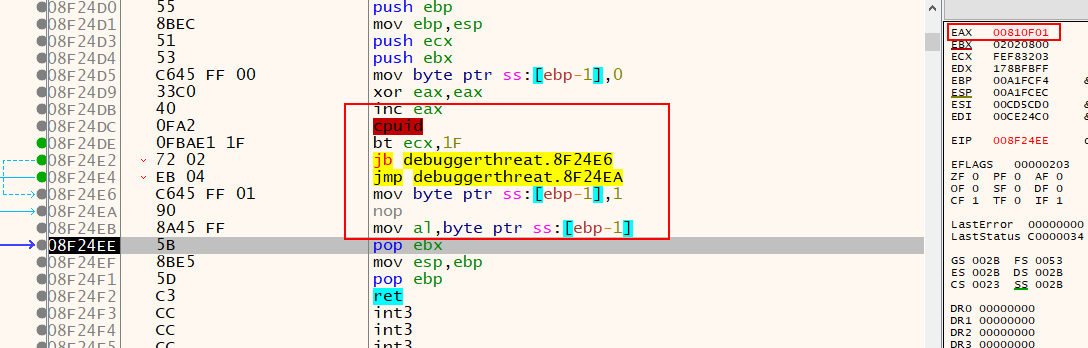 08F24D0 55 push ebp
08F24D1 8BEC mov ebp,esp
08F24D3 51 push ecx
08F24D4 53 push ebx
08F24D5 C645 FF 00 mov byte ptr ss:[ebp-1],0
08F24D9 33C0 xor eax,eax
08F24DB 40 inc eax
08F24DC 0FA2 cpuid
08F24DE 0FBAE1 1F bt ecx,1F
08F24E2 72 02 jb debuggerthreat.8F24E6
08F24E4 EB 04 jmp debuggerthreat.8F24EA
08F24E6 C645 FF 01 mov byte ptr ss:[ebp-1],1
08F24EA 90 nop
08F24EB 8A45 FF mov al,byte ptr ss:[ebp-1]
08F24EE 5B pop ebx
08F24EF 8BE5 mov esp,ebp
08F24F1 5D pop ebp
08F24F2 C3 ret
08F24F3 CC int3
08F24F4 CC int3
08F24F5 CC int3
EAX 00810F01
EBX 02020800
ECX FEF83203
EDX 178BFBFF
EBP 00A1FCF4 &
ESP 00A1FCEC &
ESI 00CD5CD0 &
EDI 00CE24C0 &
EIP 008F24EE
EFLAGS 00000203
ZF 0 PF 0 AF 0
OF 0 SF 0 DF 0
CF 1 TF 0 IF 1
LastError 00000000
LastStatus C0000034
GS 002B FS 0053
ES 002B DS 002B
CS 0023 SS 002B
DR0 00000000
DR1 00000000
DR2 00000000
DR3 00000000